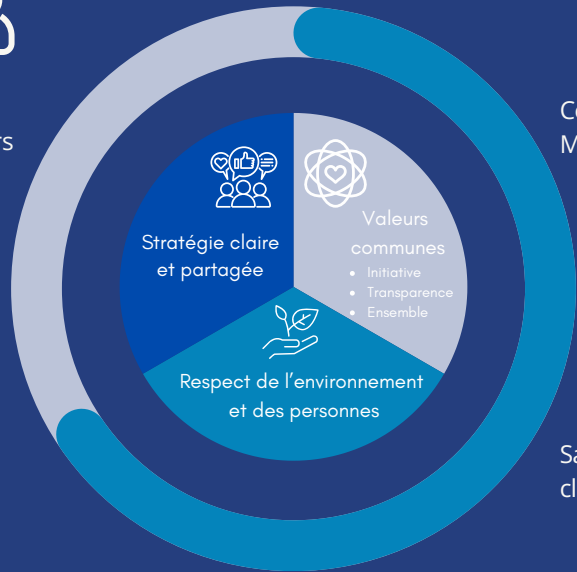 Valeurs
communes
Initiative
Transparence
Ensemble
Stratégie claire
et partagée
Respect de l’environnement
et des personnes